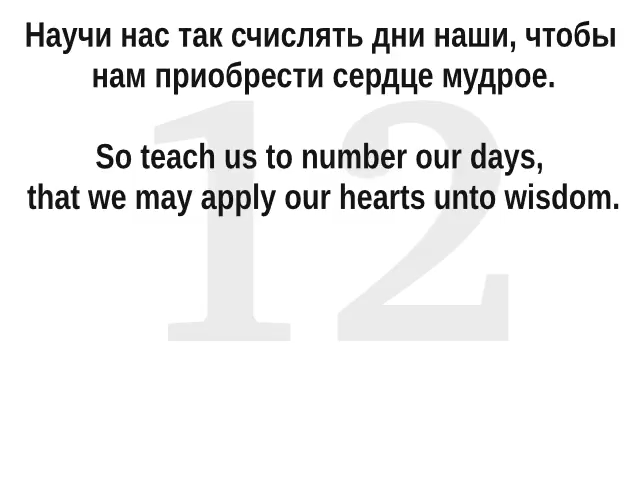 Научи нас так счислять дни наши, чтобы
нам приобрести сердце мудрое.
So teach us to number our days,
that we may apply our hearts unto wisdom.
12